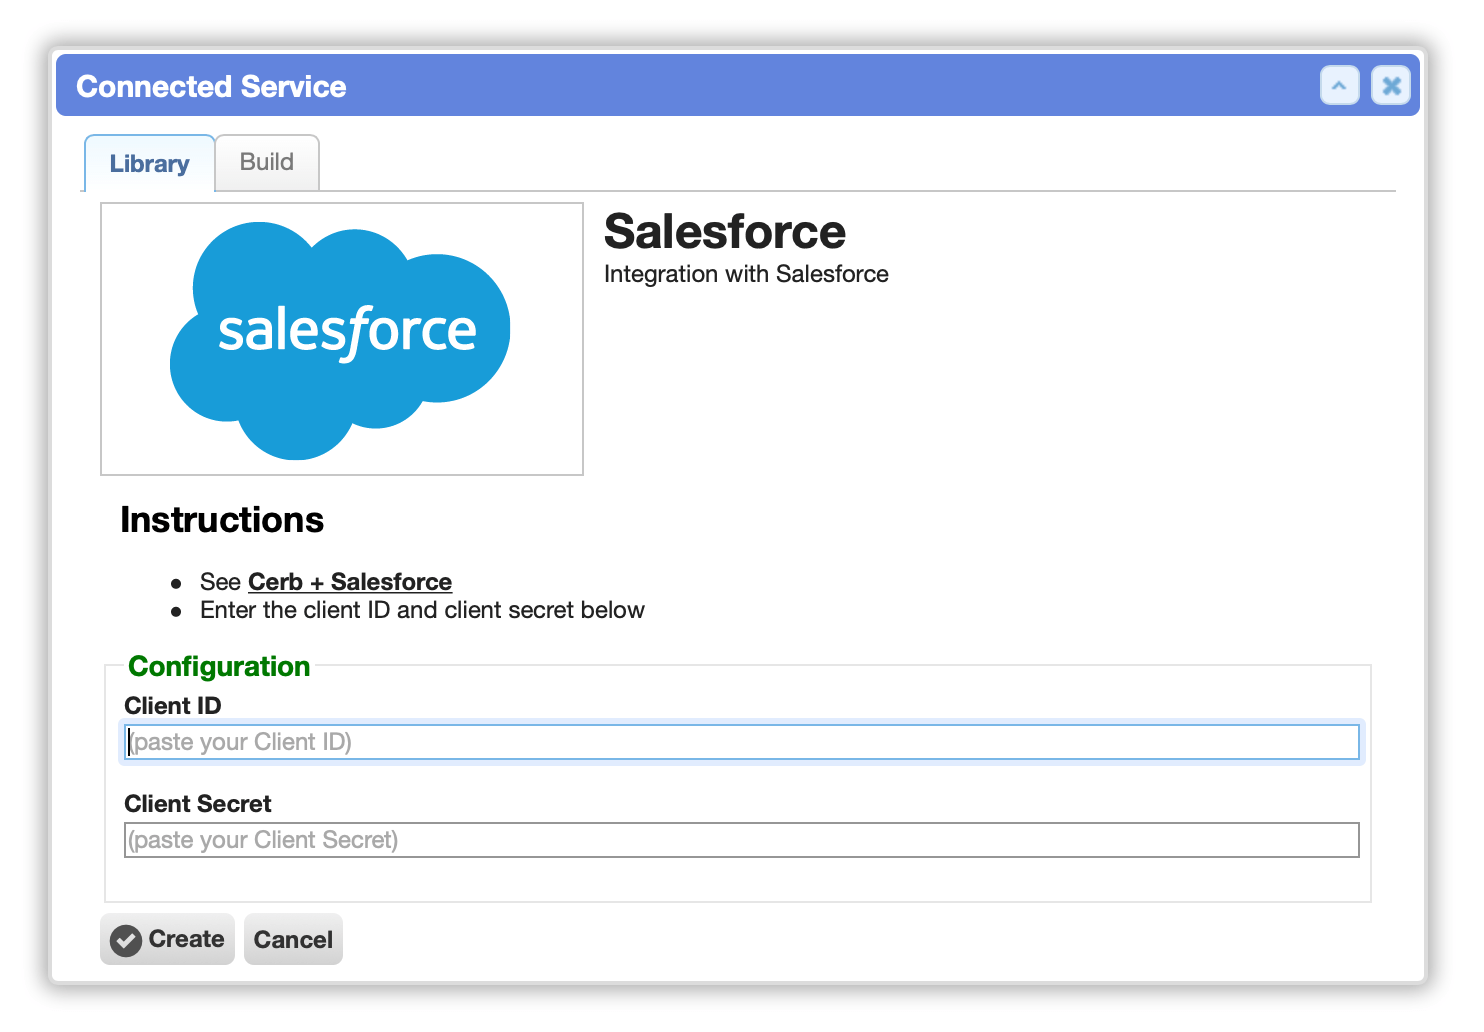 Connected Service
Library
Build
salesforce
Salesforce
Integration with Salesforce
Instructions
See Cerb + Salesforce
Enter the client ID and client secret below
Configuration
Client ID
(paste your Client ID)
Client Secret
(paste your Client Secret)
Create
Cancel